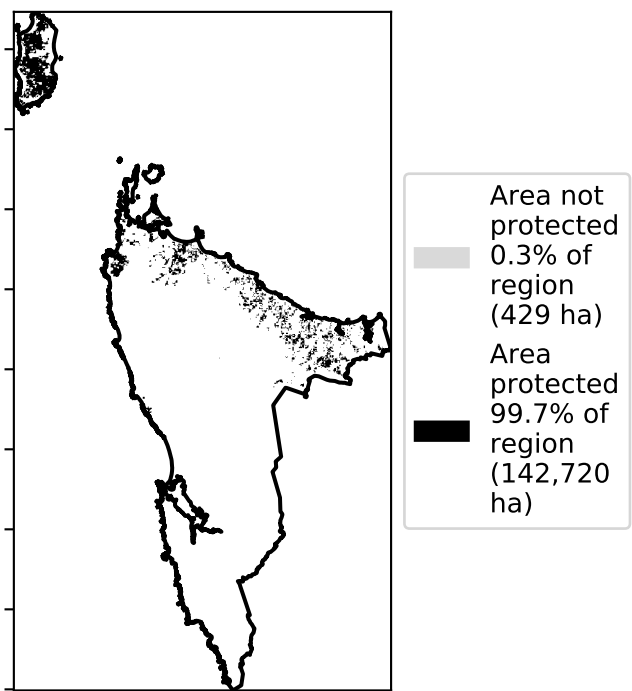 Area not
protected
0.3% of
region
(429 ha)
Area
protected
99.7% of
region
(142,720
ha)